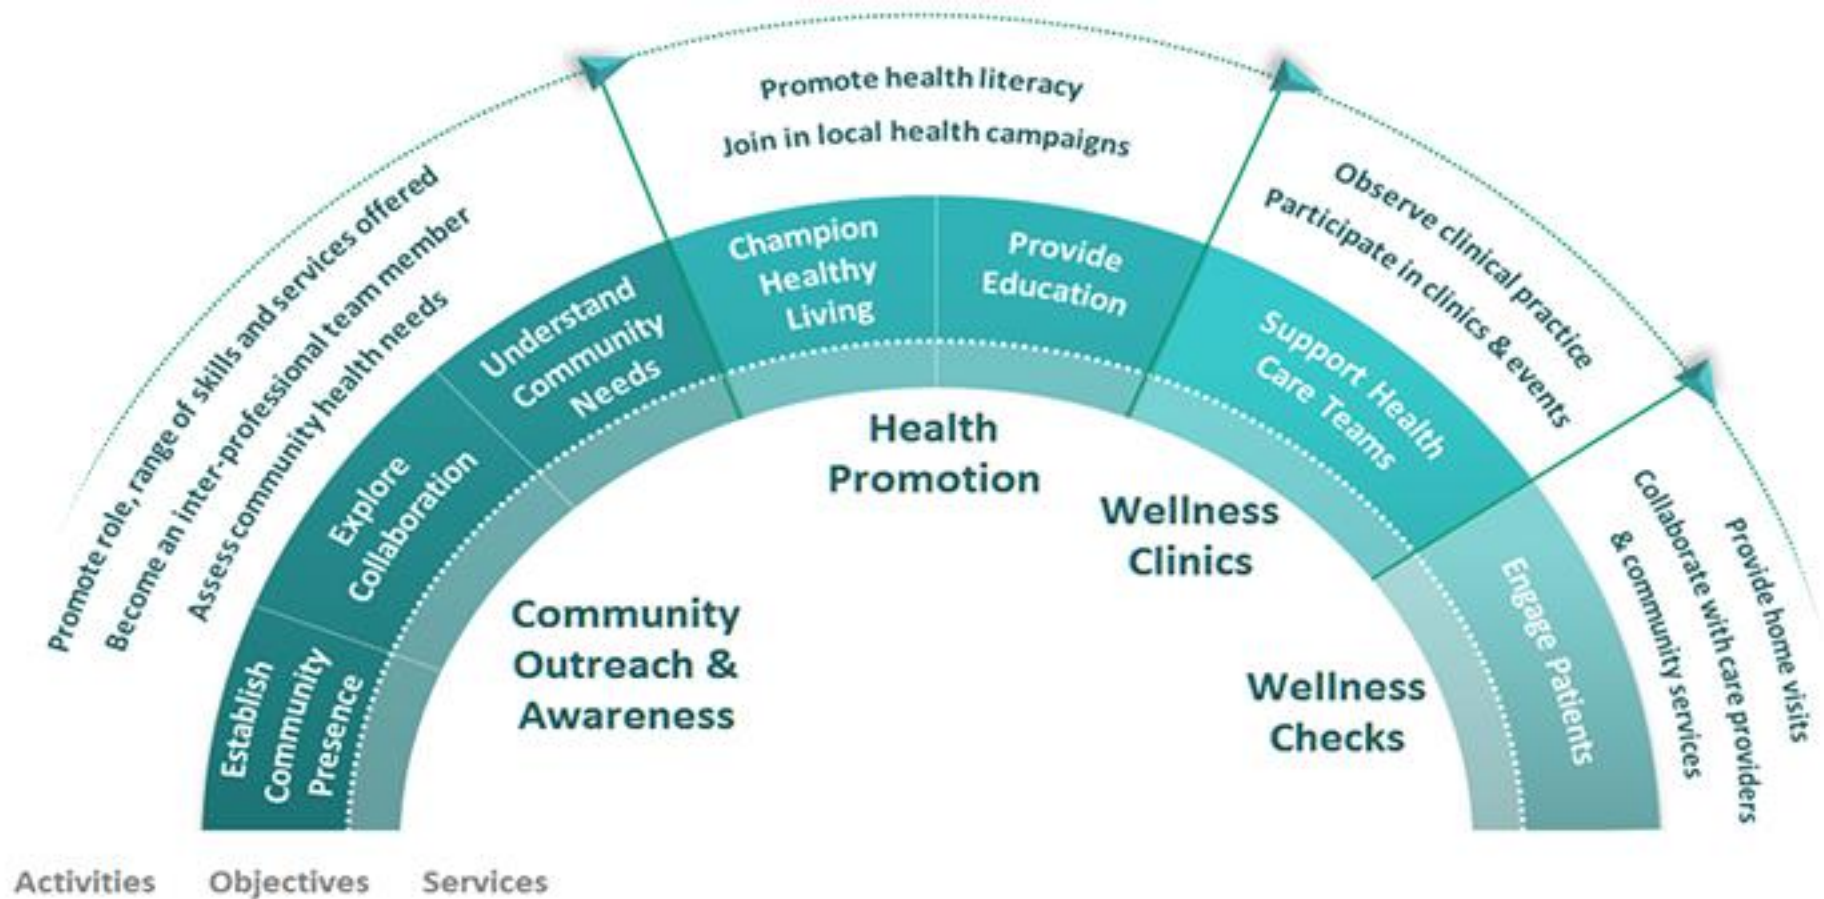 Promote role, range of skills and services offered
Become an inter-professional team member
Assess community health needs
Promote health literacy
Join in local health campaigns
Observe clinical practice
Participate in clinics & events
Provide home visits
Collaborate with care providers
& community services
Establish
Community
Presence
Explore
Collaboration
Understand
Community
Needs
Champion
Healthy
Living
Provide
Education
Support Health
Care Teams
Engage Patients
Community
Outreach &
Awareness
Health
Promotion
Wellness
Clinics
Wellness
Checks
Activities
Objectives
Services